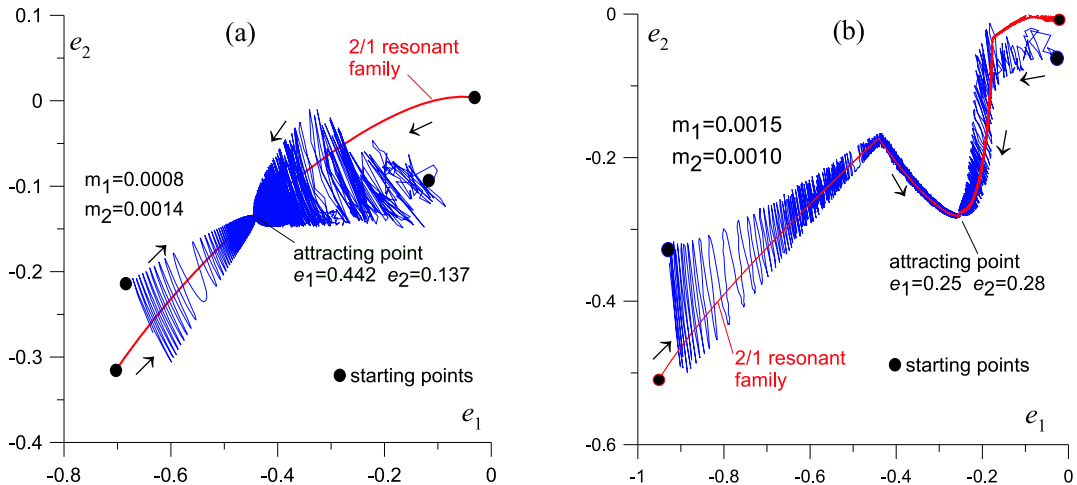 (a)
e2
0.1
0
-0.1
-0.2
-0.3
-0.4
2/1 resonant
family
m1=0.0008
m2=0.0014
attracting point
e1=0.442 e2=0.137
starting points
e1
-0.8
-0.6
-0.4
-0.2
0
(b)
e2
0
-0.2
-0.4
-0.6
m1=0.0015
m2=0.0010
attracting point
e1=0.25 e2=0.28
2/1 resonant
family
starting points
e1
-1
-0.8
-0.6
-0.4
-0.2
0